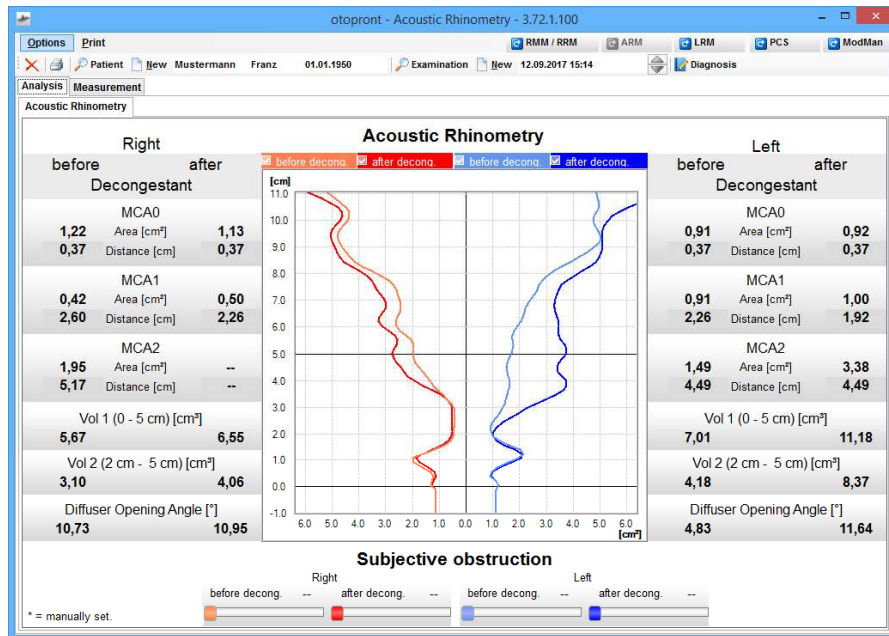 otopront - Acoustic Rhinometry - 3.72.1.100
Options Print RMM / RRM ARM LRM PCS ModMan
Patient New Mustermann Franz 01.01.1950 Examination New 12.09.2017 15:14 Diagnosis
Analysis Measurement
Acoustic Rhinometry
Right Acoustic Rhinometry Left
before after before decong. after decong. before decong. after decong. before after
Decongestant Decongestant
[cm]
MCA0 11.0 MCA0
1,22 Area [cm²] 1,13 10.0 0,91 Area [cm²] 0,92
0,37 Distance [cm] 0,37 9.0 0,37 Distance [cm] 0,37
MCA1 8.0 MCA1
0,42 Area [cm²] 0,50 7.0 0,91 Area [cm²] 1,00
2,60 Distance [cm] 2,26 6.0 2,26 Distance [cm] 1,92
MCA2 5.0 MCA2
1,95 Area [cm²] -- 4.0 1,49 Area [cm²] 3,38
5,17 Distance [cm] -- 4,49 Distance [cm] 4,49
3.0
Vol 1 (0 - 5 cm) [cm³] Vol 1 (0 - 5 cm) [cm³]
5,67 6,55 2.0 7,01 11,18
Vol 2 (2 cm - 5 cm) [cm³] 1.0 Vol 2 (2 cm - 5 cm) [cm³]
3,10 4,06 0.0 4,18 8,37
Diffuser Opening Angle [°] -1.0 Diffuser Opening Angle [°]
10,73 10,95 6.0 5.0 4.0 3.0 2.0 1.0 0.0 1.0 2.0 3.0 4.0 5.0 6.0 4,83 11,64
[cm²]
Subjective obstruction
Right Left
before decong. -- after decong. -- before decong. -- after decong. --
* = manually set.